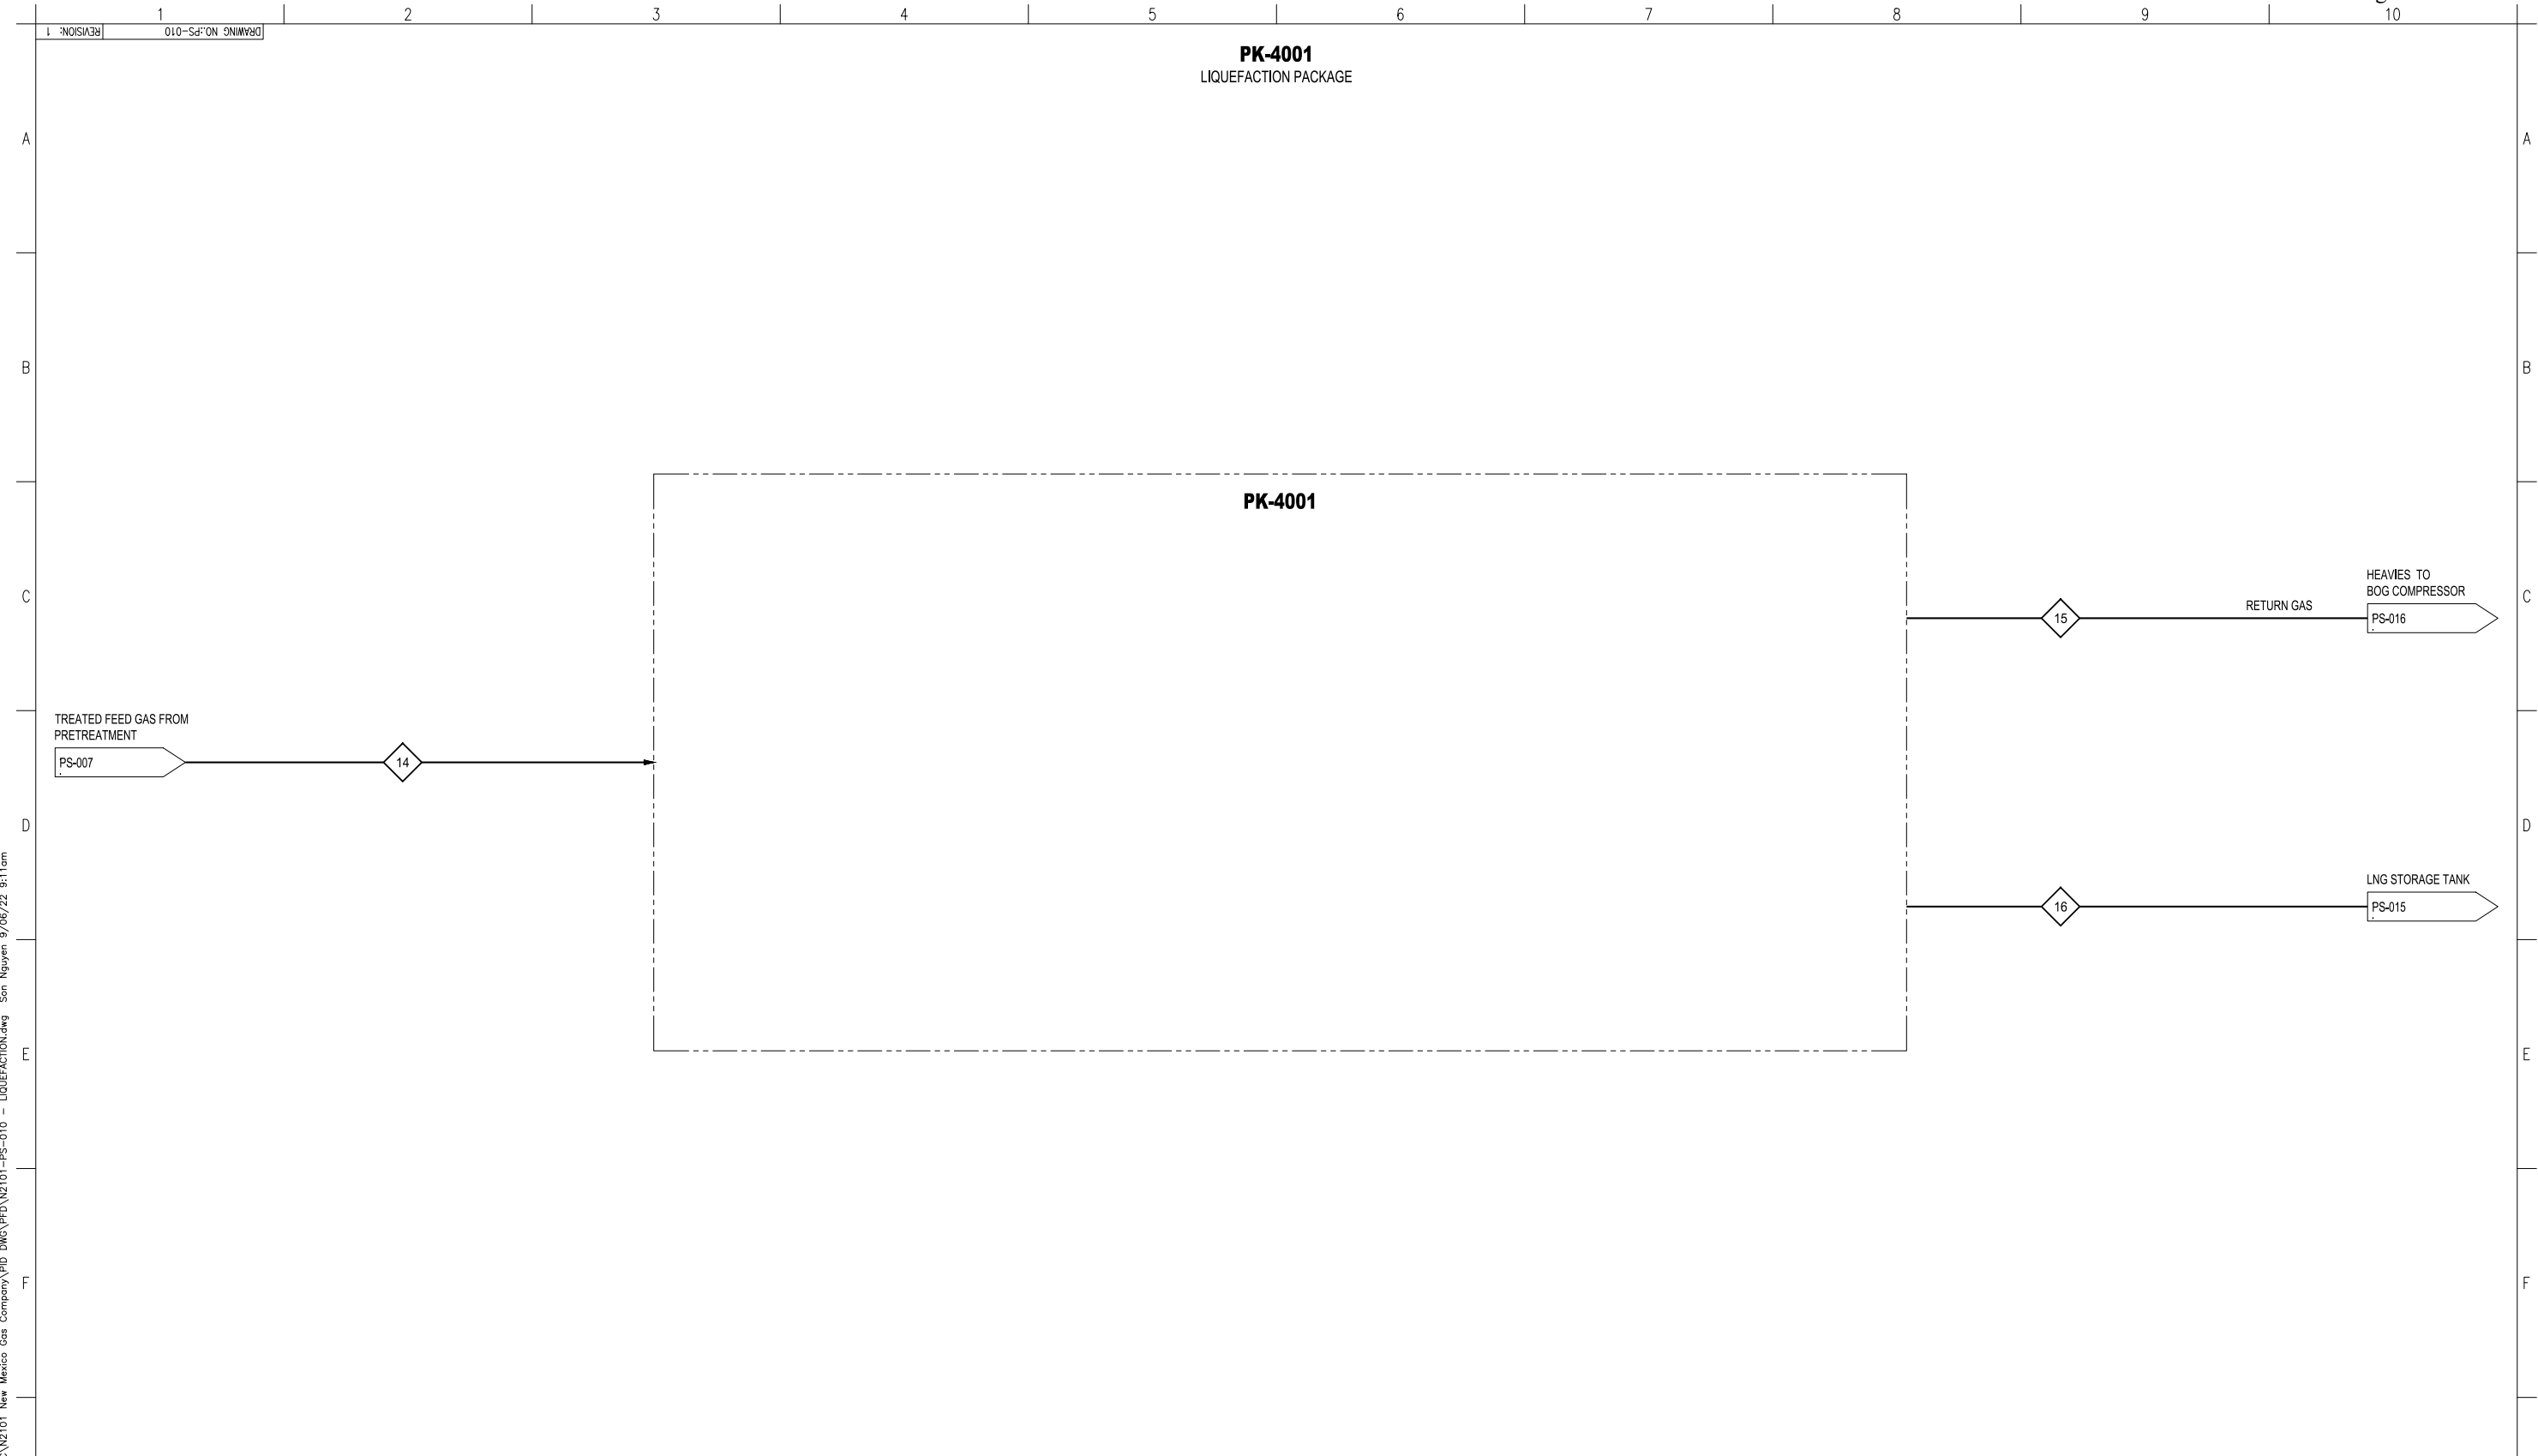 1 2 3 4 5 6 7 8 9 10
DRAWING NO.:PS-010 REVISION: 1
PK-4001
LIQUEFACTION PACKAGE
A A
B B
PK-4001
C C
HEAVIES TO
BOG COMPRESSOR
RETURN GAS
15
PS-016
TREATED FEED GAS FROM
PRETREATMENT
PS-007
14
D D
LNG STORAGE TANK
16
PS-015
E E
F F
\N2101 New Mexico Gas Company\PID DWG\PFD\N2101-PS-010 - LIQUEFACTION.dwg Son Nguyen 9/06/22 9:11am